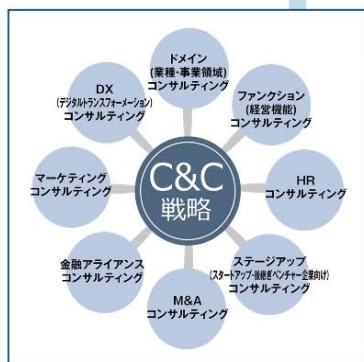 ドメイン
(業種・事業領域)
コンサルティング
ファンクション
(経営機能)
コンサルティング
HR
コンサルティング
ステージアップ
(スタートアップ・後継ぎベンチャー企業向け)
コンサルティング
M&A
コンサルティング
金融アライアンス
コンサルティング
マーケティング
コンサルティング
DX
(デジタルトランスフォーメーション)
コンサルティング
C&C
戦略